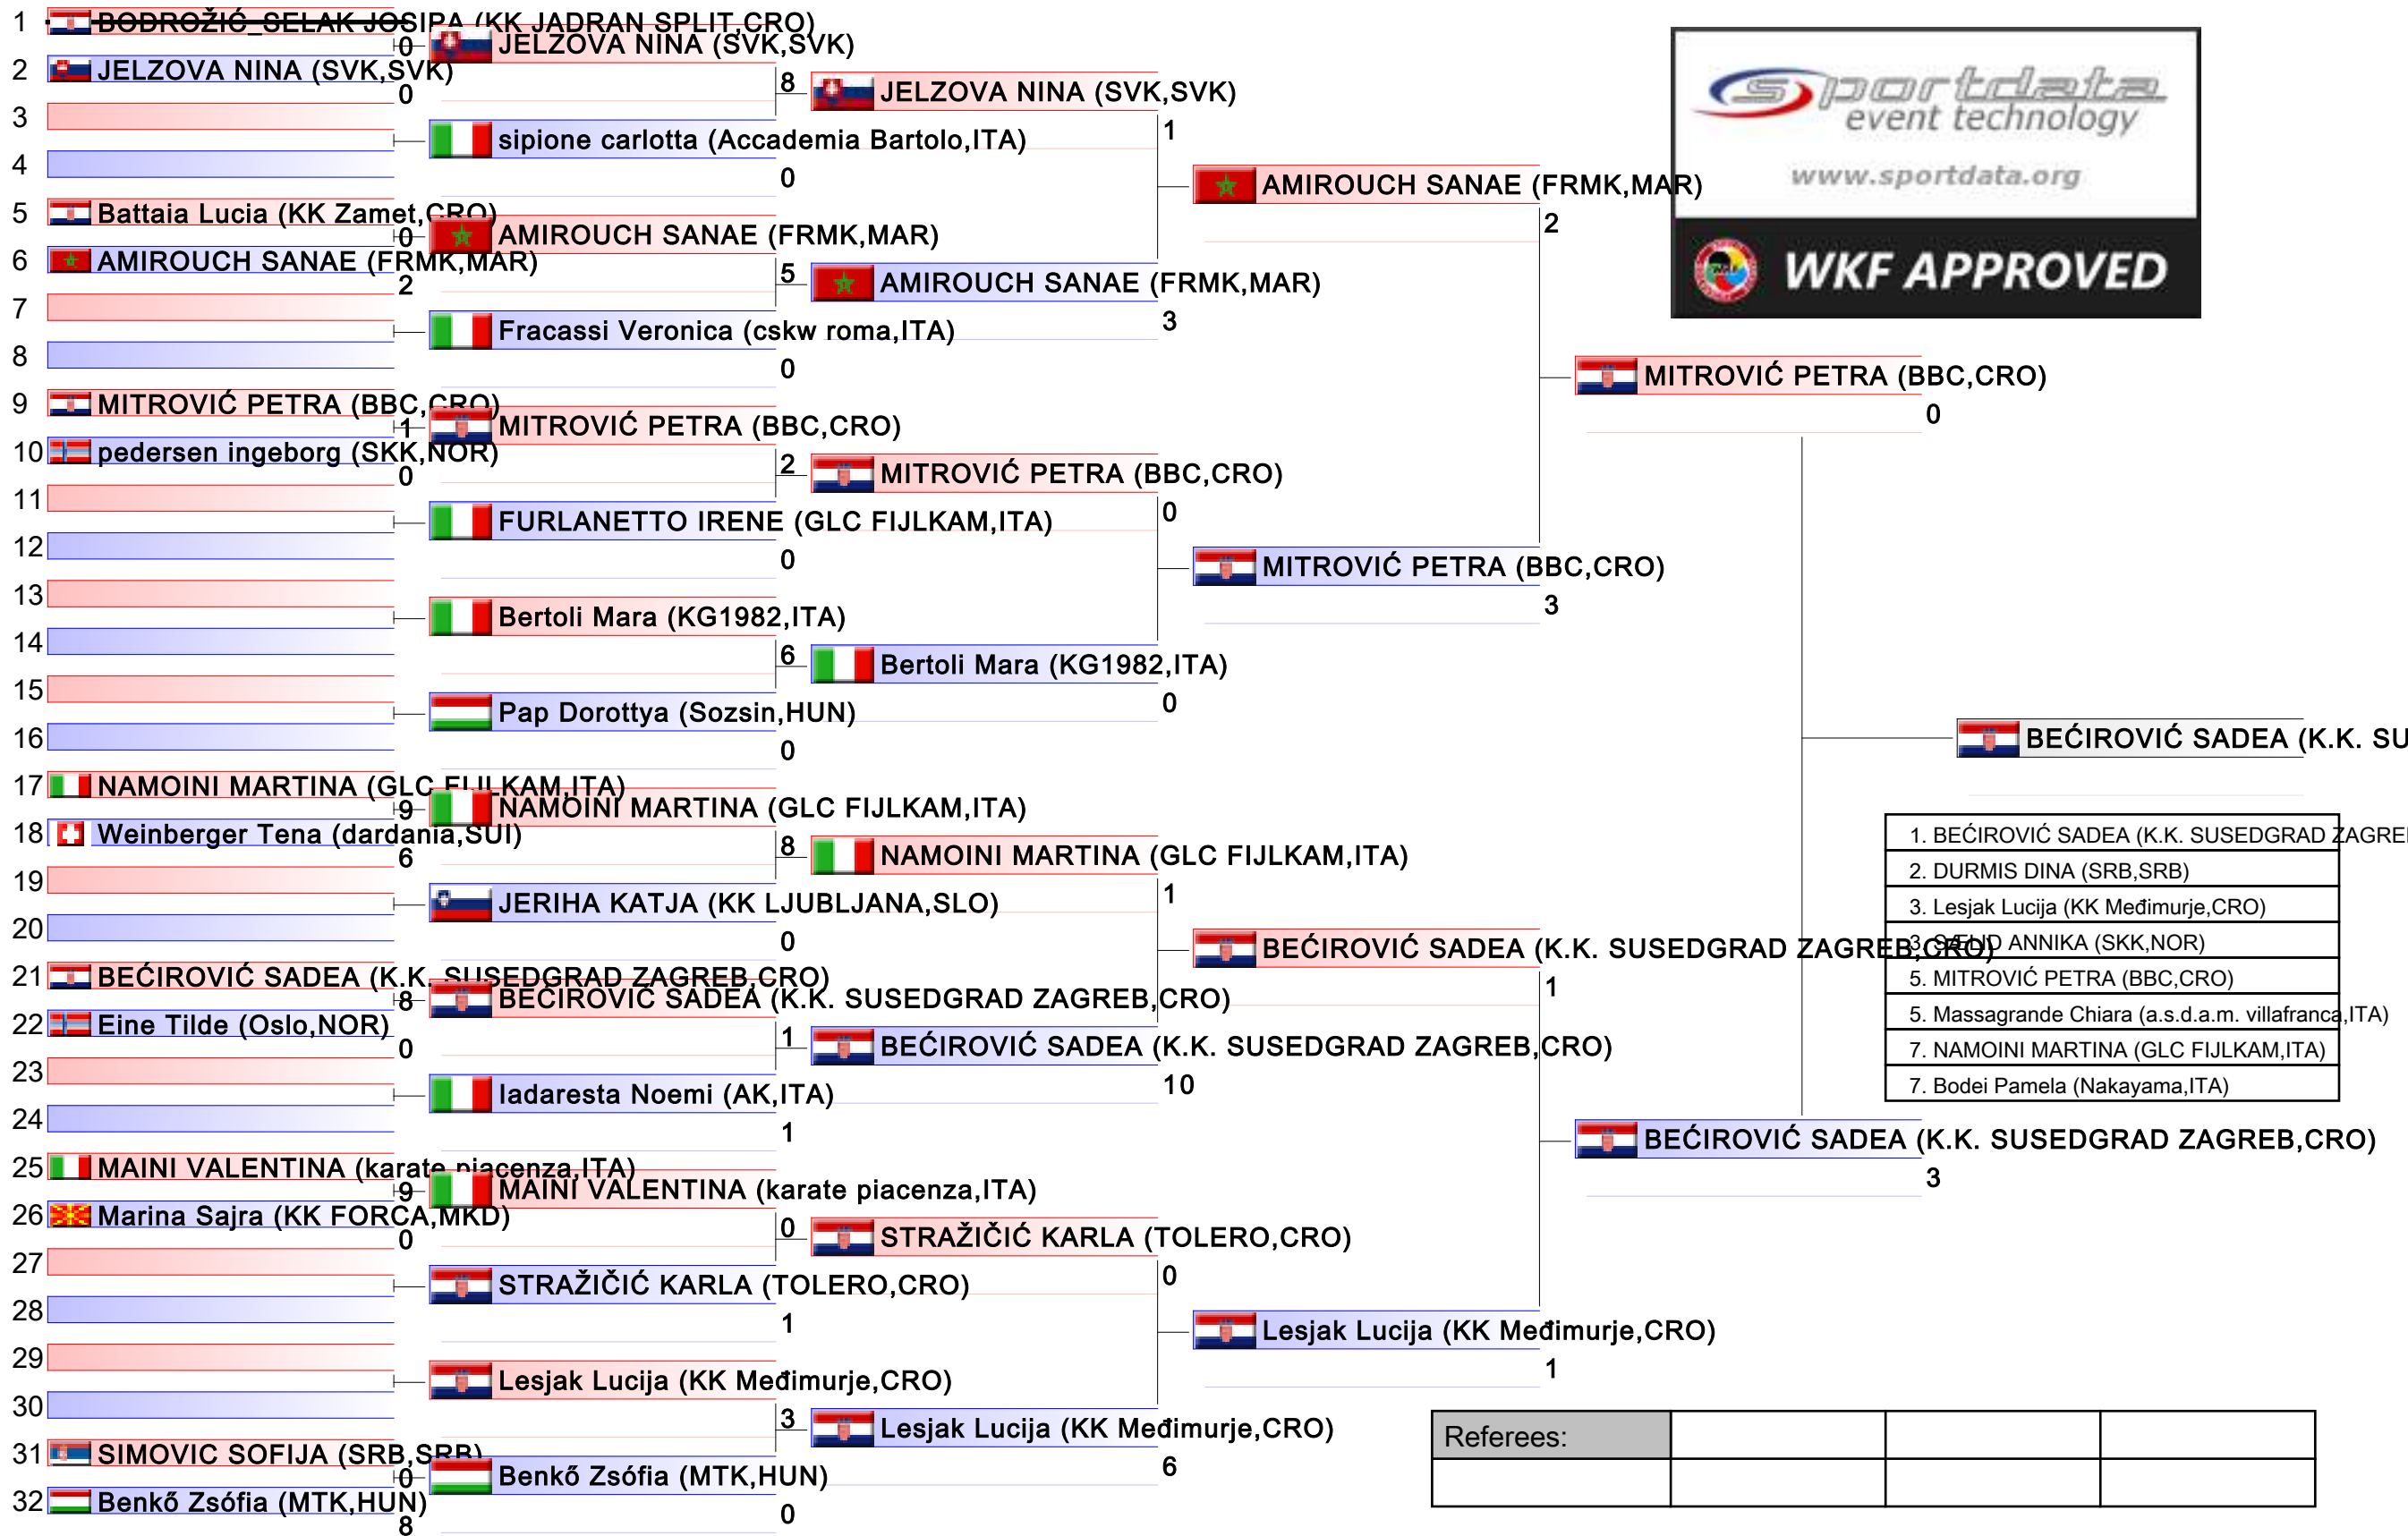 1 BODROŽIĆ_SELAK JOSIPA (KK JADRAN SPLIT,CRO)
0
2 JELZOVA NINA (SVK,SVK)
0
3
4
5 Battaia Lucia (KK Zamet,CRO)
0
6 AMIROUCH SANAE (FRMK,MAR)
2
7
8
9 MITROVIĆ PETRA (BBC,CRO)
1
10 pedersen ingeborg (SKK,NOR)
0
11
12
13
14
15
16
17 NAMOINI MARTINA (GLC FIJLKAM,ITA)
9
18 Weinberger Tena (dardania,SUI)
6
19
20
21 BEĆIROVIĆ SADEA (K.K. SUSEDGRAD ZAGREB,CRO)
8
22 Eine Tilde (Oslo,NOR)
0
23
24
25 MAINI VALENTINA (karate piacenza,ITA)
9
26 Marina Sajra (KK FORCA,MKD)
0
27
28
29
30
31 SIMOVIC SOFIJA (SRB,SRB)
0
32 Benkő Zsófia (MTK,HUN)
8
JELZOVA NINA (SVK,SVK)
8
sipione carlotta (Accademia Bartolo,ITA)
0
AMIROUCH SANAE (FRMK,MAR)
5
Fracassi Veronica (cskw roma,ITA)
0
MITROVIĆ PETRA (BBC,CRO)
2
FURLANETTO IRENE (GLC FIJLKAM,ITA)
0
Bertoli Mara (KG1982,ITA)
6
Pap Dorottya (Sozsin,HUN)
0
NAMOINI MARTINA (GLC FIJLKAM,ITA)
8
JERIHA KATJA (KK LJUBLJANA,SLO)
0
BEĆIROVIĆ SADEA (K.K. SUSEDGRAD ZAGREB,CRO)
1
Iadaresta Noemi (AK,ITA)
1
MAINI VALENTINA (karate piacenza,ITA)
0
STRAŽIČIĆ KARLA (TOLERO,CRO)
1
Lesjak Lucija (KK Međimurje,CRO)
3
Benkő Zsófia (MTK,HUN)
0
JELZOVA NINA (SVK,SVK)
1
AMIROUCH SANAE (FRMK,MAR)
3
MITROVIĆ PETRA (BBC,CRO)
0
Bertoli Mara (KG1982,ITA)
0
NAMOINI MARTINA (GLC FIJLKAM,ITA)
1
BEĆIROVIĆ SADEA (K.K. SUSEDGRAD ZAGREB,CRO)
10
STRAŽIČIĆ KARLA (TOLERO,CRO)
0
Lesjak Lucija (KK Međimurje,CRO)
6
AMIROUCH SANAE (FRMK,MAR)
2
MITROVIĆ PETRA (BBC,CRO)
3
BEĆIROVIĆ SADEA (K.K. SUSEDGRAD ZAGREB,CRO)
1
Lesjak Lucija (KK Međimurje,CRO)
1
MITROVIĆ PETRA (BBC,CRO)
0
BEĆIROVIĆ SADEA (K.K. SUSEDGRAD ZAGREB,CRO)
3
BEĆIROVIĆ SADEA (K.K. SU
sportdata
event technology
www.sportdata.org
WKF APPROVED
1. BEĆIROVIĆ SADEA (K.K. SUSEDGRAD ZAGRE
2. DURMIS DINA (SRB,SRB)
3. Lesjak Lucija (KK Međimurje,CRO)
3. SÆLID ANNIKA (SKK,NOR)
5. MITROVIĆ PETRA (BBC,CRO)
5. Massagrande Chiara (a.s.d.a.m. villafranca,ITA)
7. NAMOINI MARTINA (GLC FIJLKAM,ITA)
7. Bodei Pamela (Nakayama,ITA)
Referees: